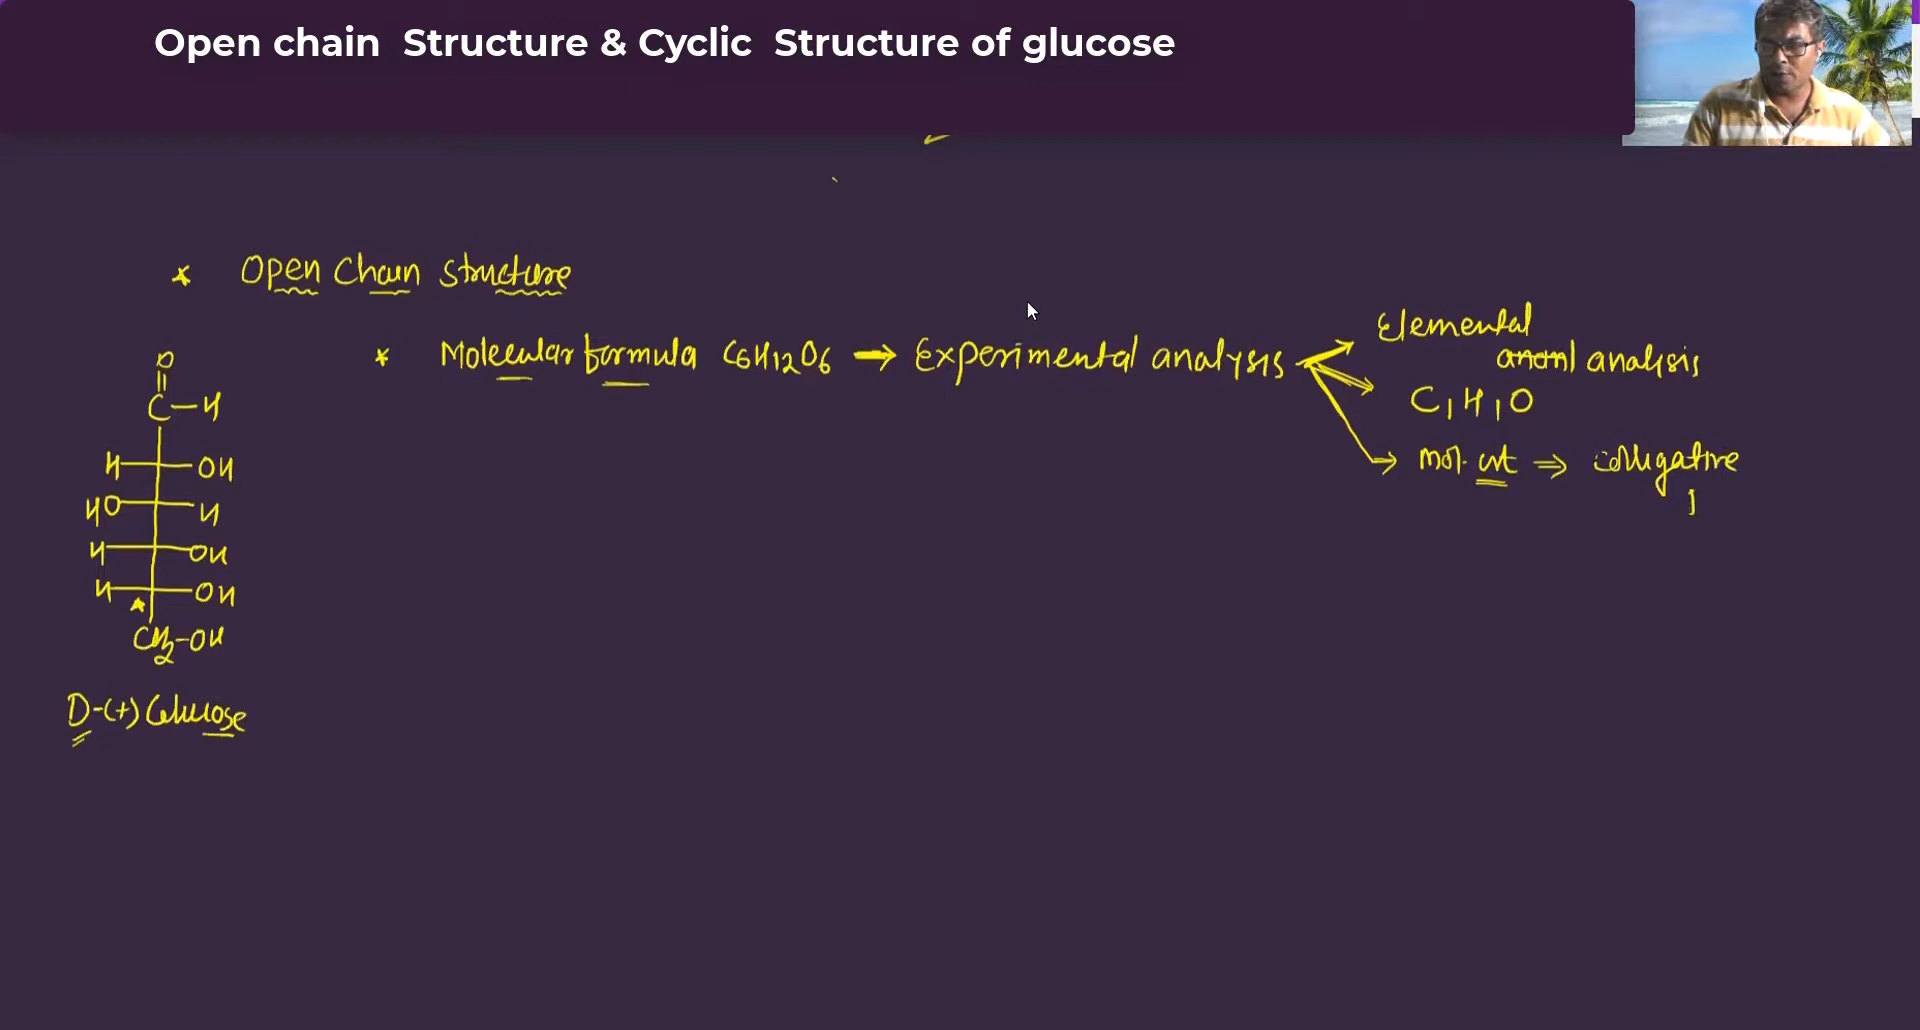 Open chain Structure & Cyclic Structure of glucose
* Open Chain Structure
* Molecular formula C6H12O6 → Experimental analysis
Elemental
analysis
C, H, O
mol. wt ⇒ colligative
O
C-H
H OH
HO H
H OH
H OH
CH2-OH
D-(+) Glucose